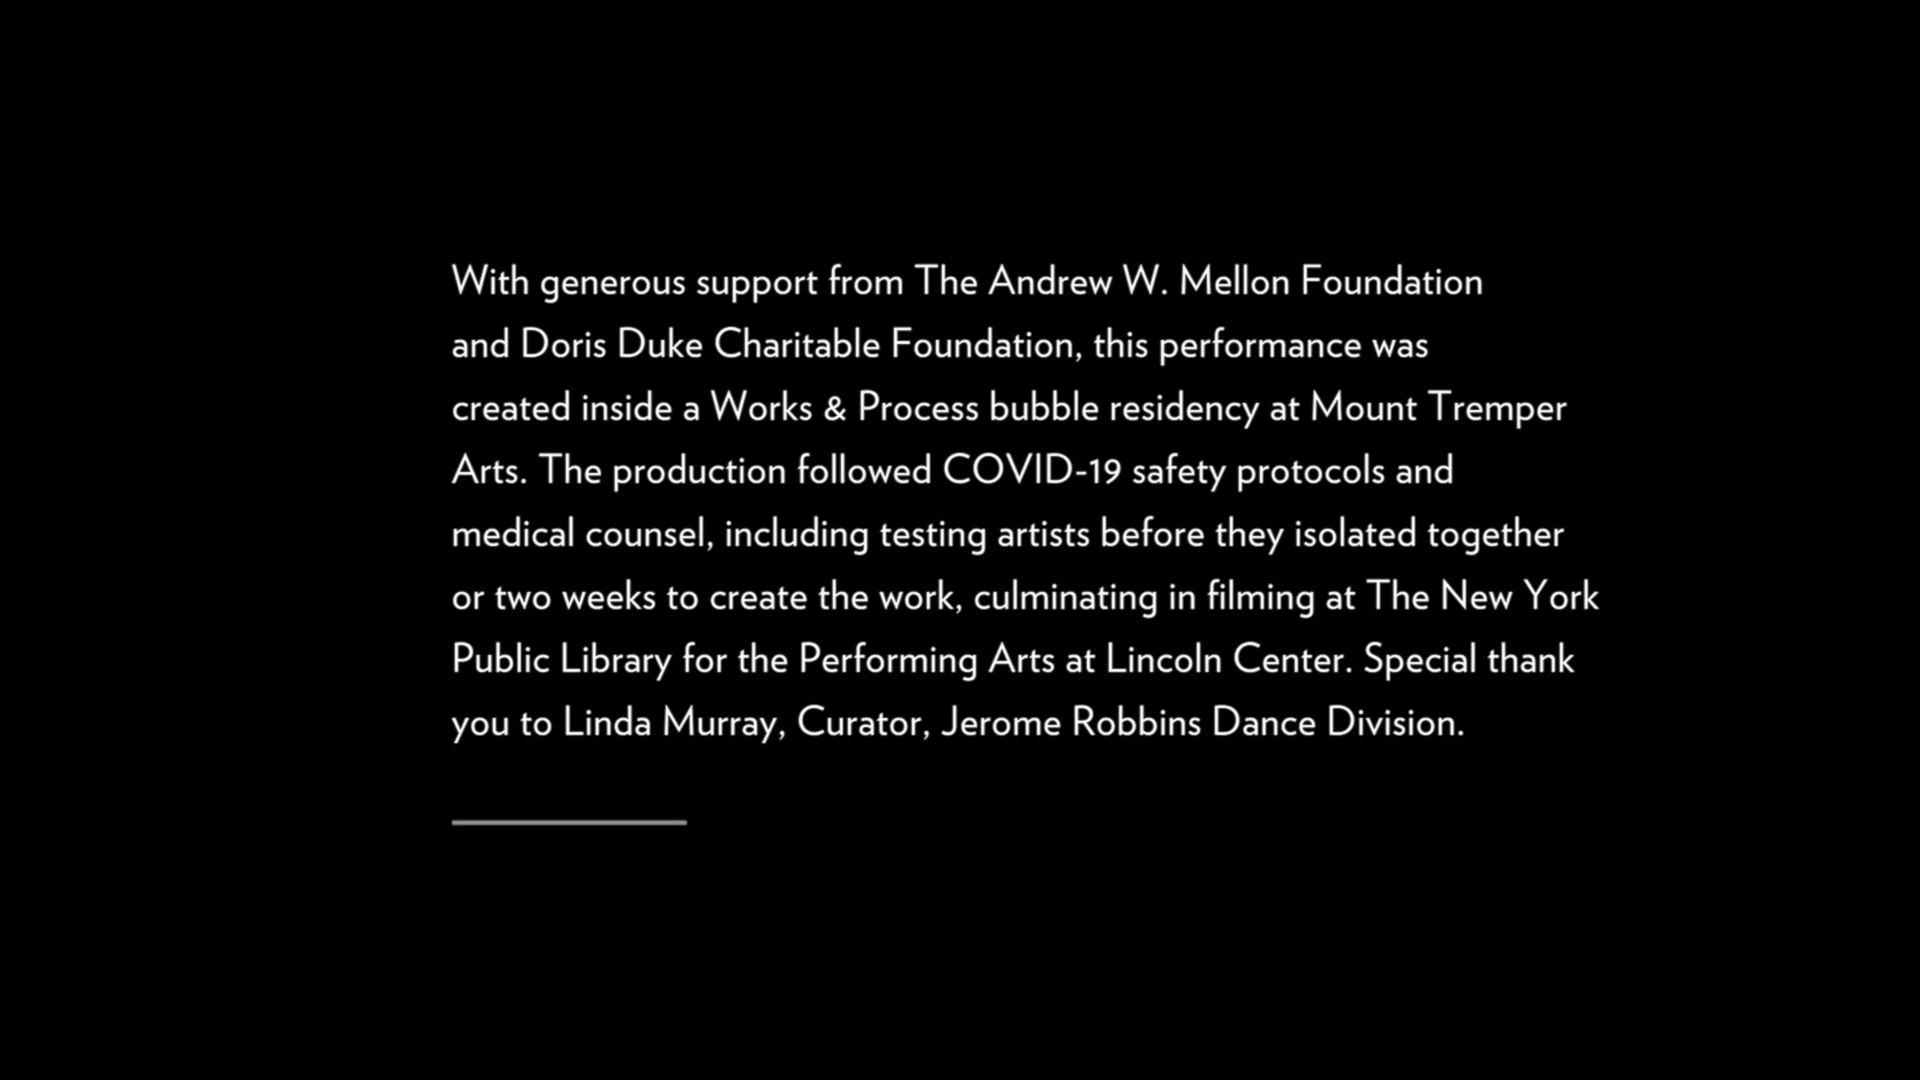 With generous support from The Andrew W. Mellon Foundation
and Doris Duke Charitable Foundation, this performance was
created inside a Works & Process bubble residency at Mount Tremper
Arts. The production followed COVID-19 safety protocols and
medical counsel, including testing artists before they isolated together
or two weeks to create the work, culminating in filming at The New York
Public Library for the Performing Arts at Lincoln Center. Special thank
you to Linda Murray, Curator, Jerome Robbins Dance Division.